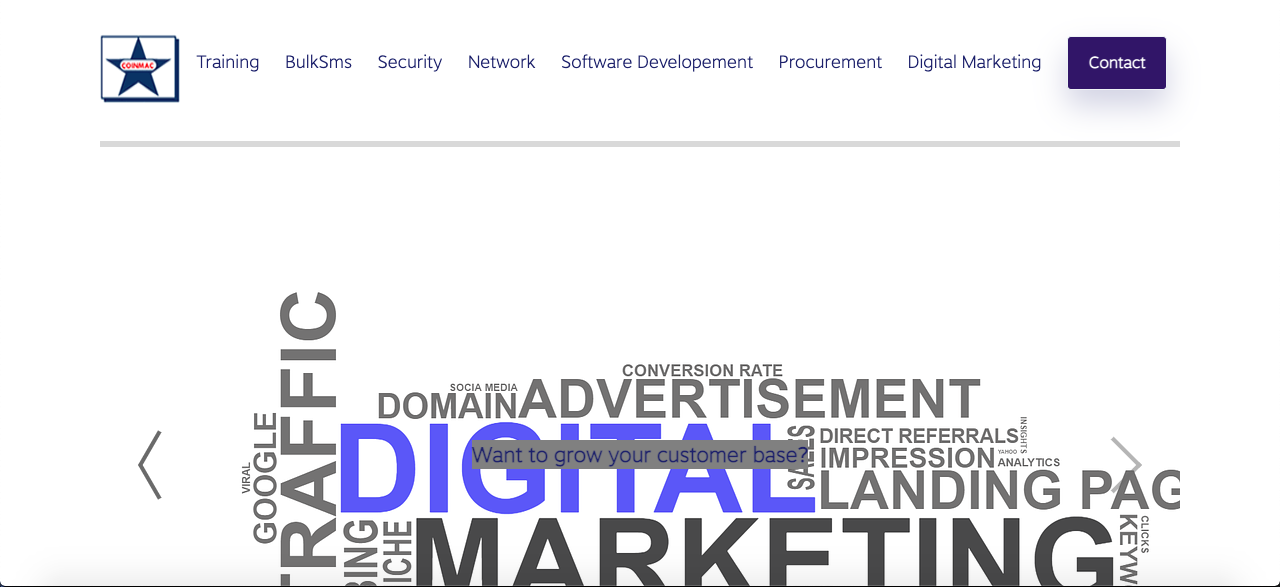 COINMAC
Training
BulkSms
Security
Network
Software Developement
Procurement
Digital Marketing
Contact
TRAFFIC
GOOGLE
VIRAL
CONVERSION RATE
SOCIA MEDIA
DOMAIN
ADVERTISEMENT
DIGITAL
Want to grow your customer base?
SALES
DIRECT REFERRALS
INSIGHTS
IMPRESSION
YAHOO
ANALYTICS
LANDING PAG
MARKETING
BING
ICHE
KEYW
CLICKS